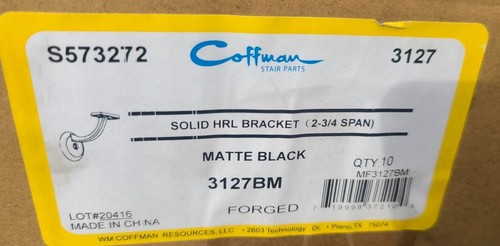 S573272
Coffman
STAIR PARTS
3127
SOLID HRL BRACKET (2-3/4 SPAN)
MATTE BLACK
QTY.10
MF3127BM
3127BM
FORGED
LOT#20416
MADE IN CHINA
WM COFFMAN RESOURCES, LLC • 2603 Technology Dr. • Plano,TX 75074